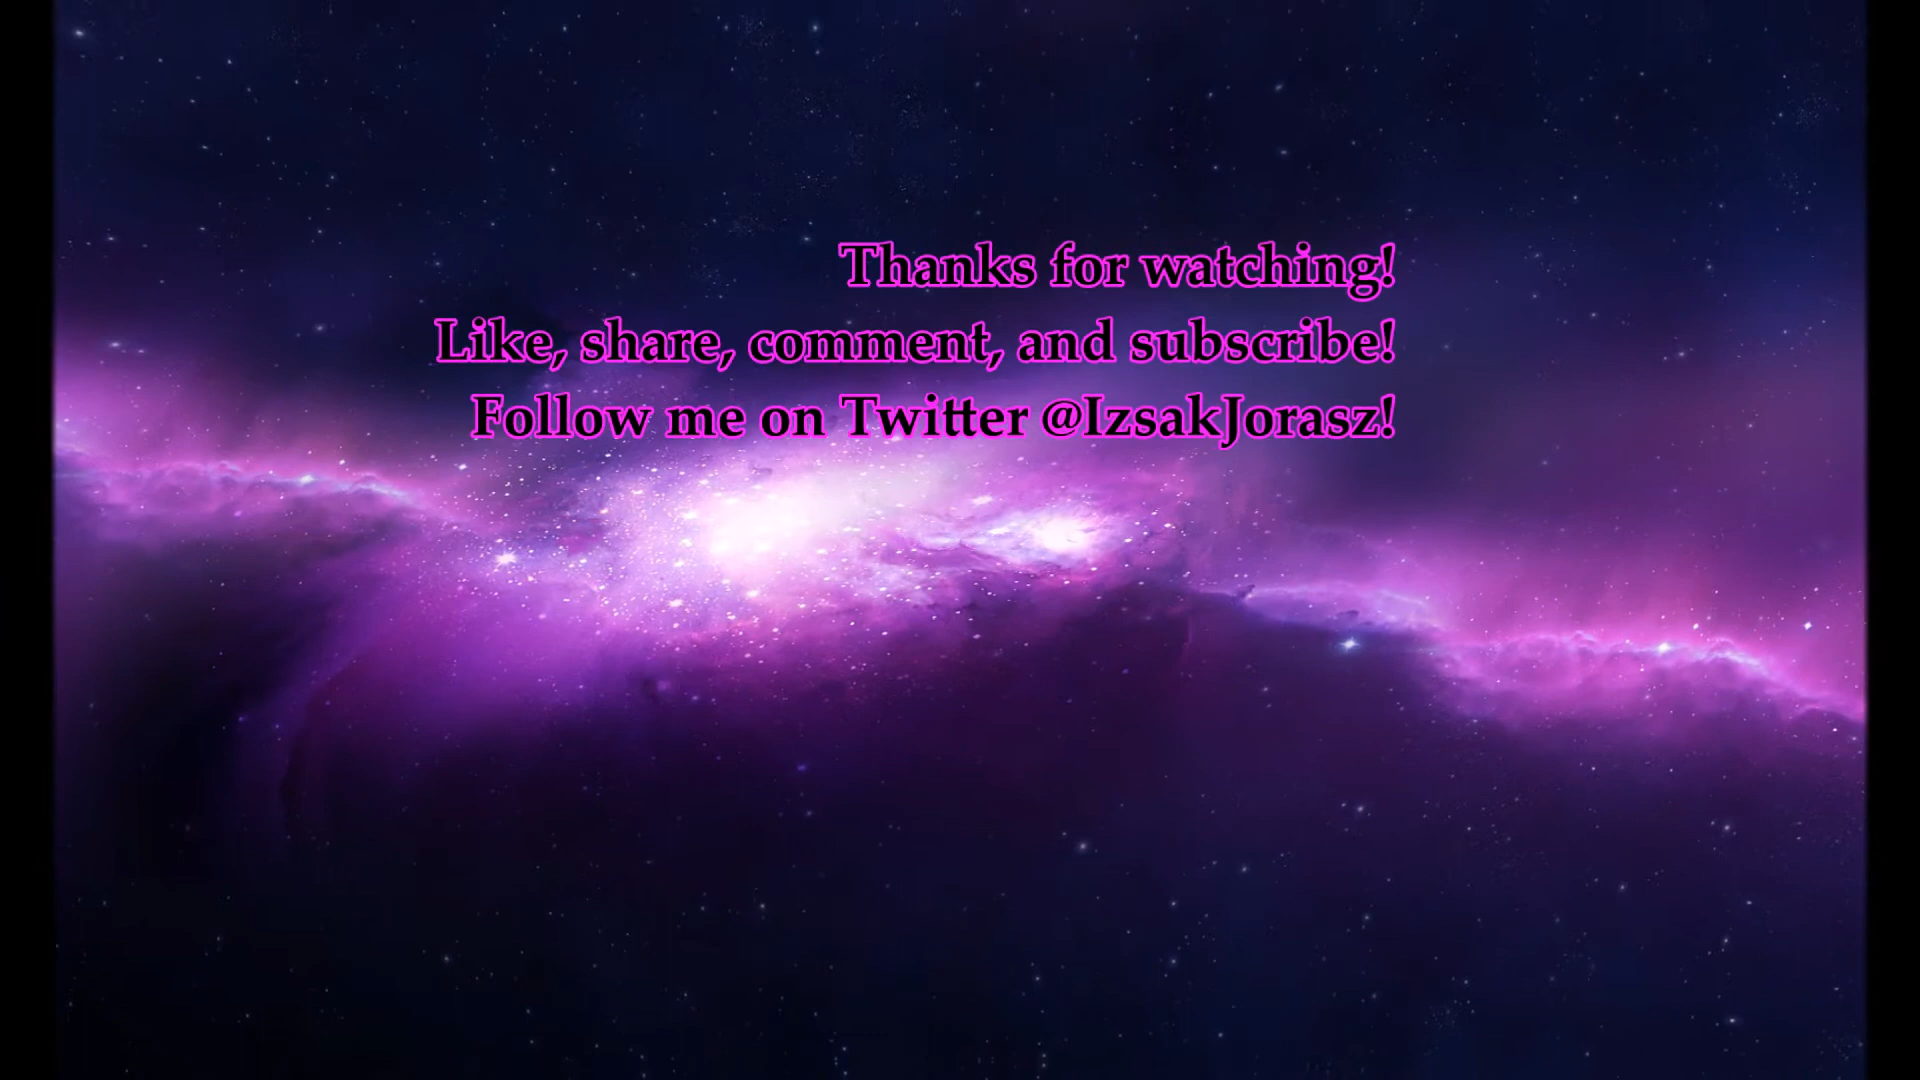 Thanks for watching!
Like, share, comment, and subscribe!
Follow me on Twitter @IzsakJorasz!